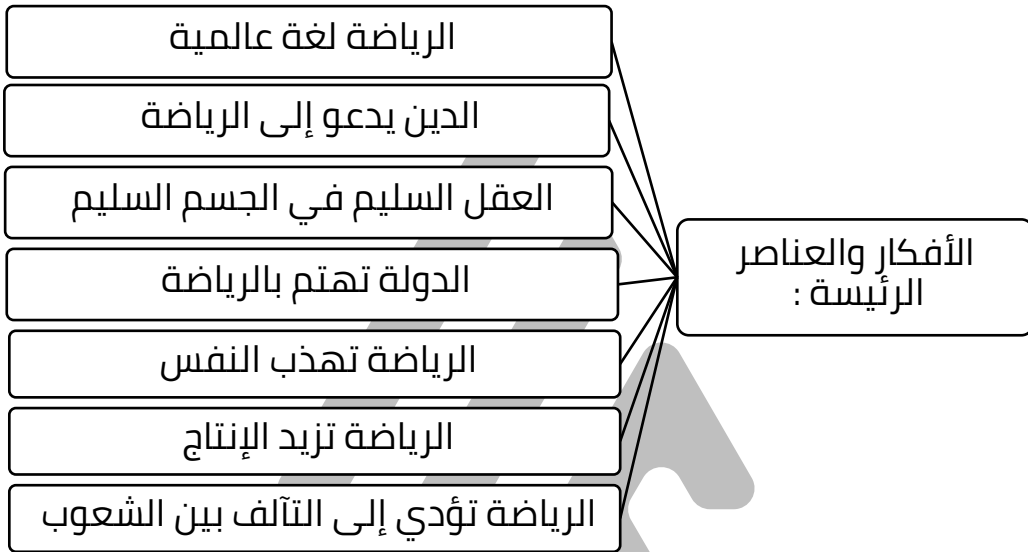 الأفكار والعناصر
الرئيسة :
الرياضة لغة عالمية
الدين يدعو إلى الرياضة
العقل السليم في الجسم السليم
الدولة تهتم بالرياضة
الرياضة تهذب النفس
الرياضة تزيد الإنتاج
الرياضة تؤدي إلى التآلف بين الشعوب